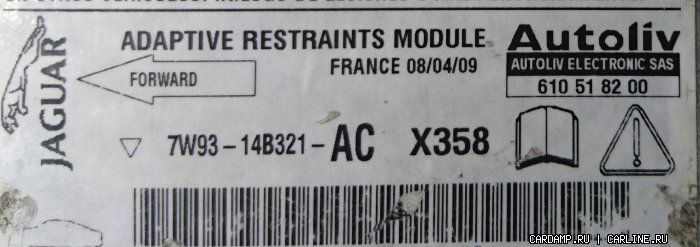 JAGUAR
ADAPTIVE RESTRAINTS MODULE
FORWARD
FRANCE 08/04/09
Autoliv
AUTOLIV ELECTRONIC SAS
610 51 82 00
7W93-14B321-AC X358
CARDAMP.RU | CARLINE.RU